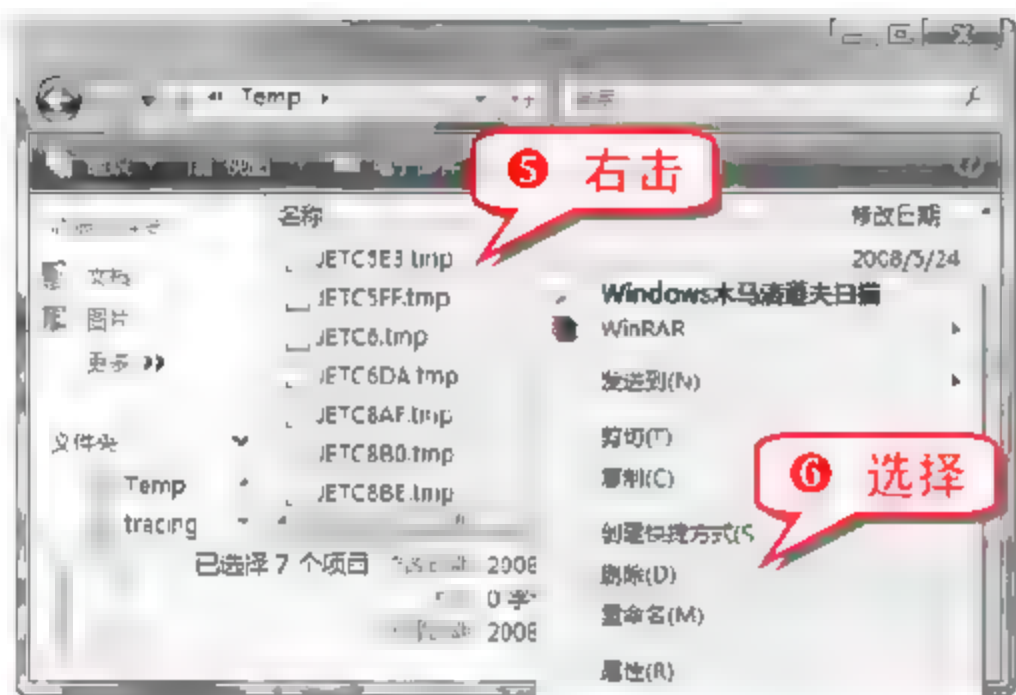 Temp
❺ 右击
名称
修改日期
JETC5E3.tmp
2008/5/24
文档
JETC5FF.tmp
Windows木马清道夫扫描
图片
JETC6.tmp
WinRAR
更多 »
JETC6DA.tmp
发送到(N)
JETC8AF.tmp
文件夹
剪切(T)
JETC8B0.tmp
❻ 选择
Temp
JETC8BE.tmp
复制(C)
tracing
创建快捷方式(S
已选择 7 个项目
2008
删除(D)
0 字
重命名(M)
2008
属性(R)